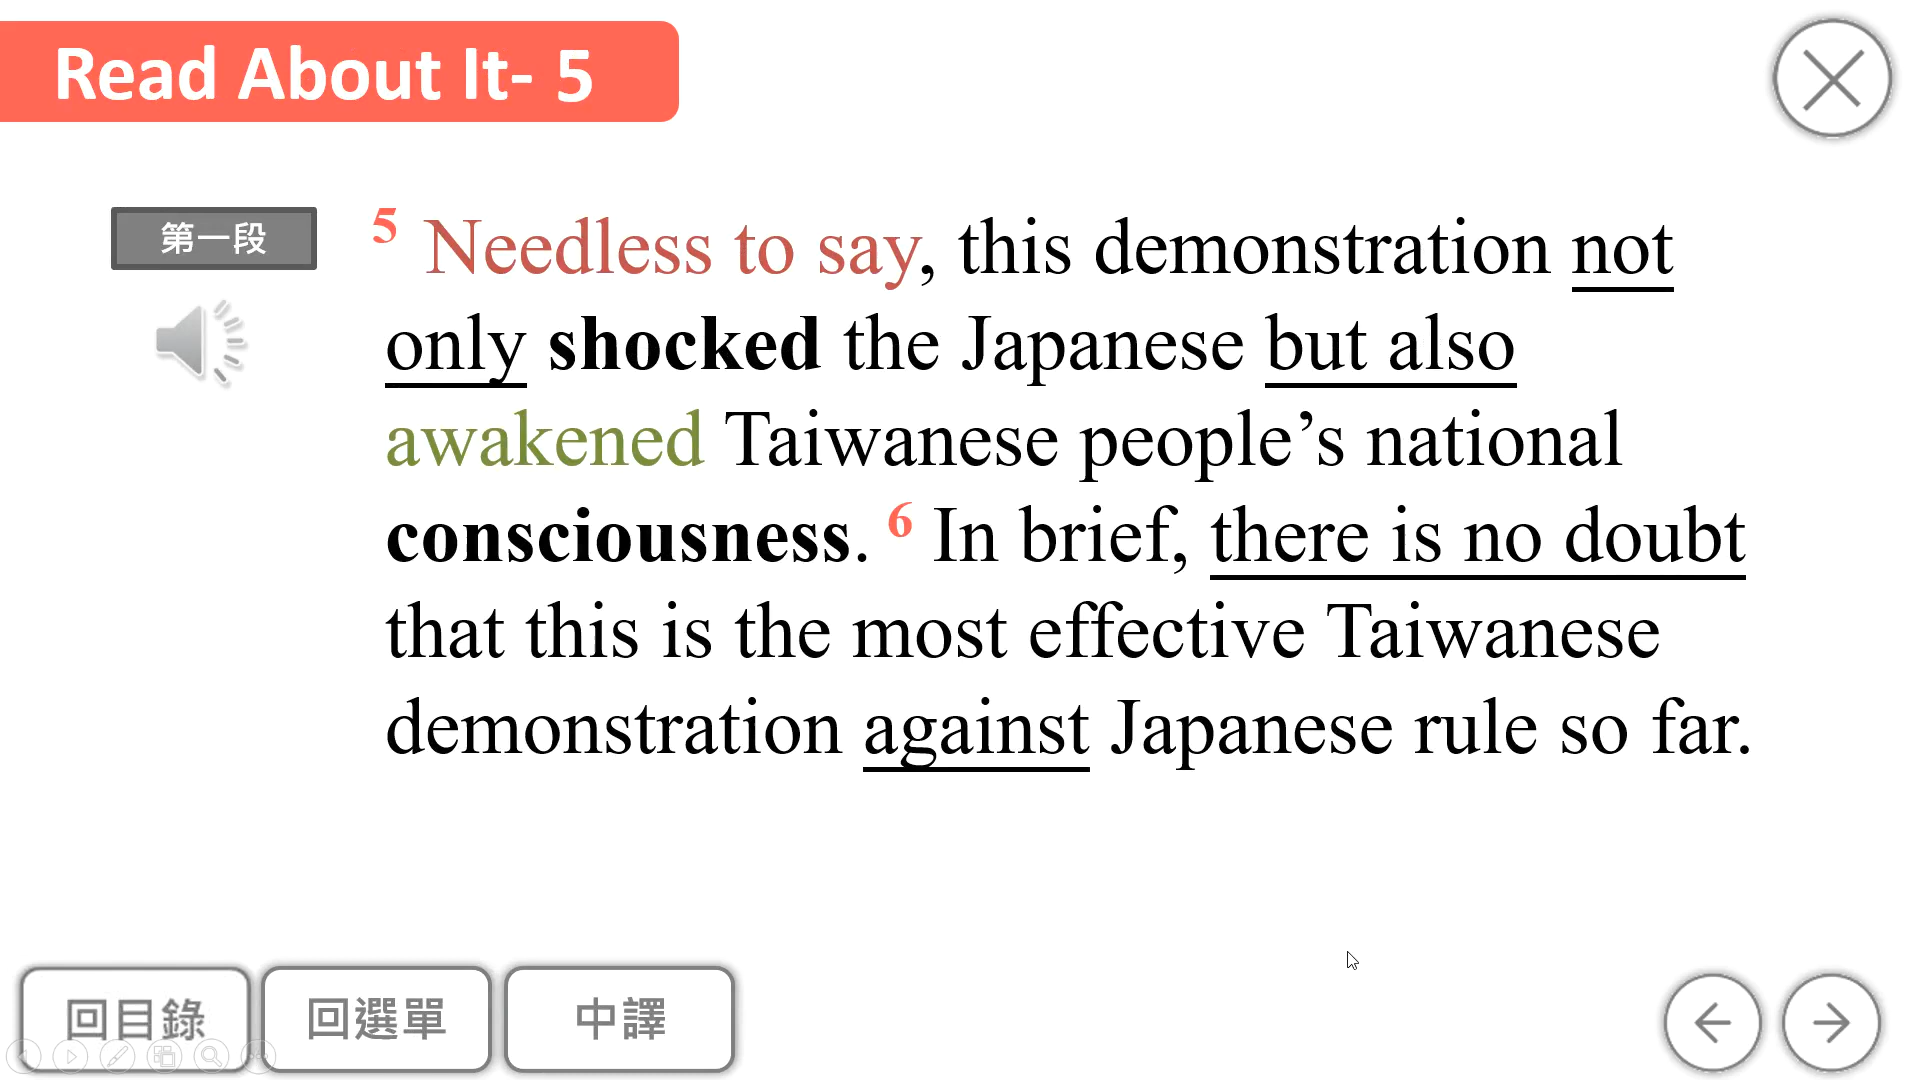 Read About It- 5
第一段
5 Needless to say, this demonstration not
only shocked the Japanese but also
awakened Taiwanese people’s national
consciousness. 6 In brief, there is no doubt
that this is the most effective Taiwanese
demonstration against Japanese rule so far.
回目錄
回選單
中譯